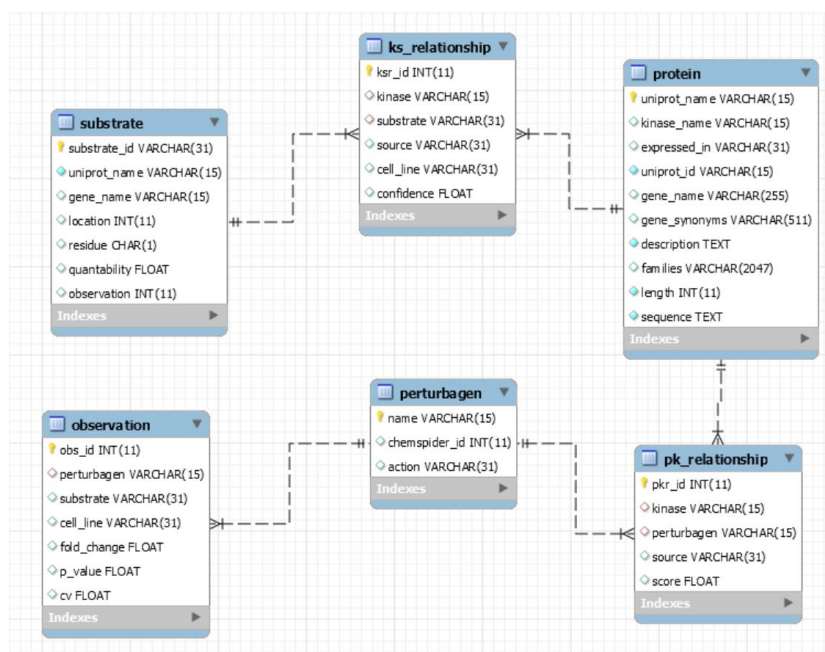 ks_relationship
ksr_id INT(11)
kinase VARCHAR(15)
substrate VARCHAR(31)
source VARCHAR(31)
cell_line VARCHAR(31)
confidence FLOAT
Indexes
protein
uniprot_name VARCHAR(15)
kinase_name VARCHAR(15)
expressed_in VARCHAR(31)
uniprot_id VARCHAR(15)
gene_name VARCHAR(255)
gene_synonyms VARCHAR(511)
description TEXT
families VARCHAR(2047)
length INT(11)
sequence TEXT
Indexes
substrate
substrate_id VARCHAR(31)
uniprot_name VARCHAR(15)
gene_name VARCHAR(15)
location INT(11)
residue CHAR(1)
quantability FLOAT
observation INT(11)
Indexes
perturbagen
name VARCHAR(15)
chemspider_id INT(11)
action VARCHAR(31)
Indexes
observation
obs_id INT(11)
perturbagen VARCHAR(15)
substrate VARCHAR(31)
cell_line VARCHAR(31)
fold_change FLOAT
p_value FLOAT
cv FLOAT
Indexes
pk_relationship
pkr_id INT(11)
kinase VARCHAR(15)
perturbagen VARCHAR(15)
source VARCHAR(31)
score FLOAT
Indexes